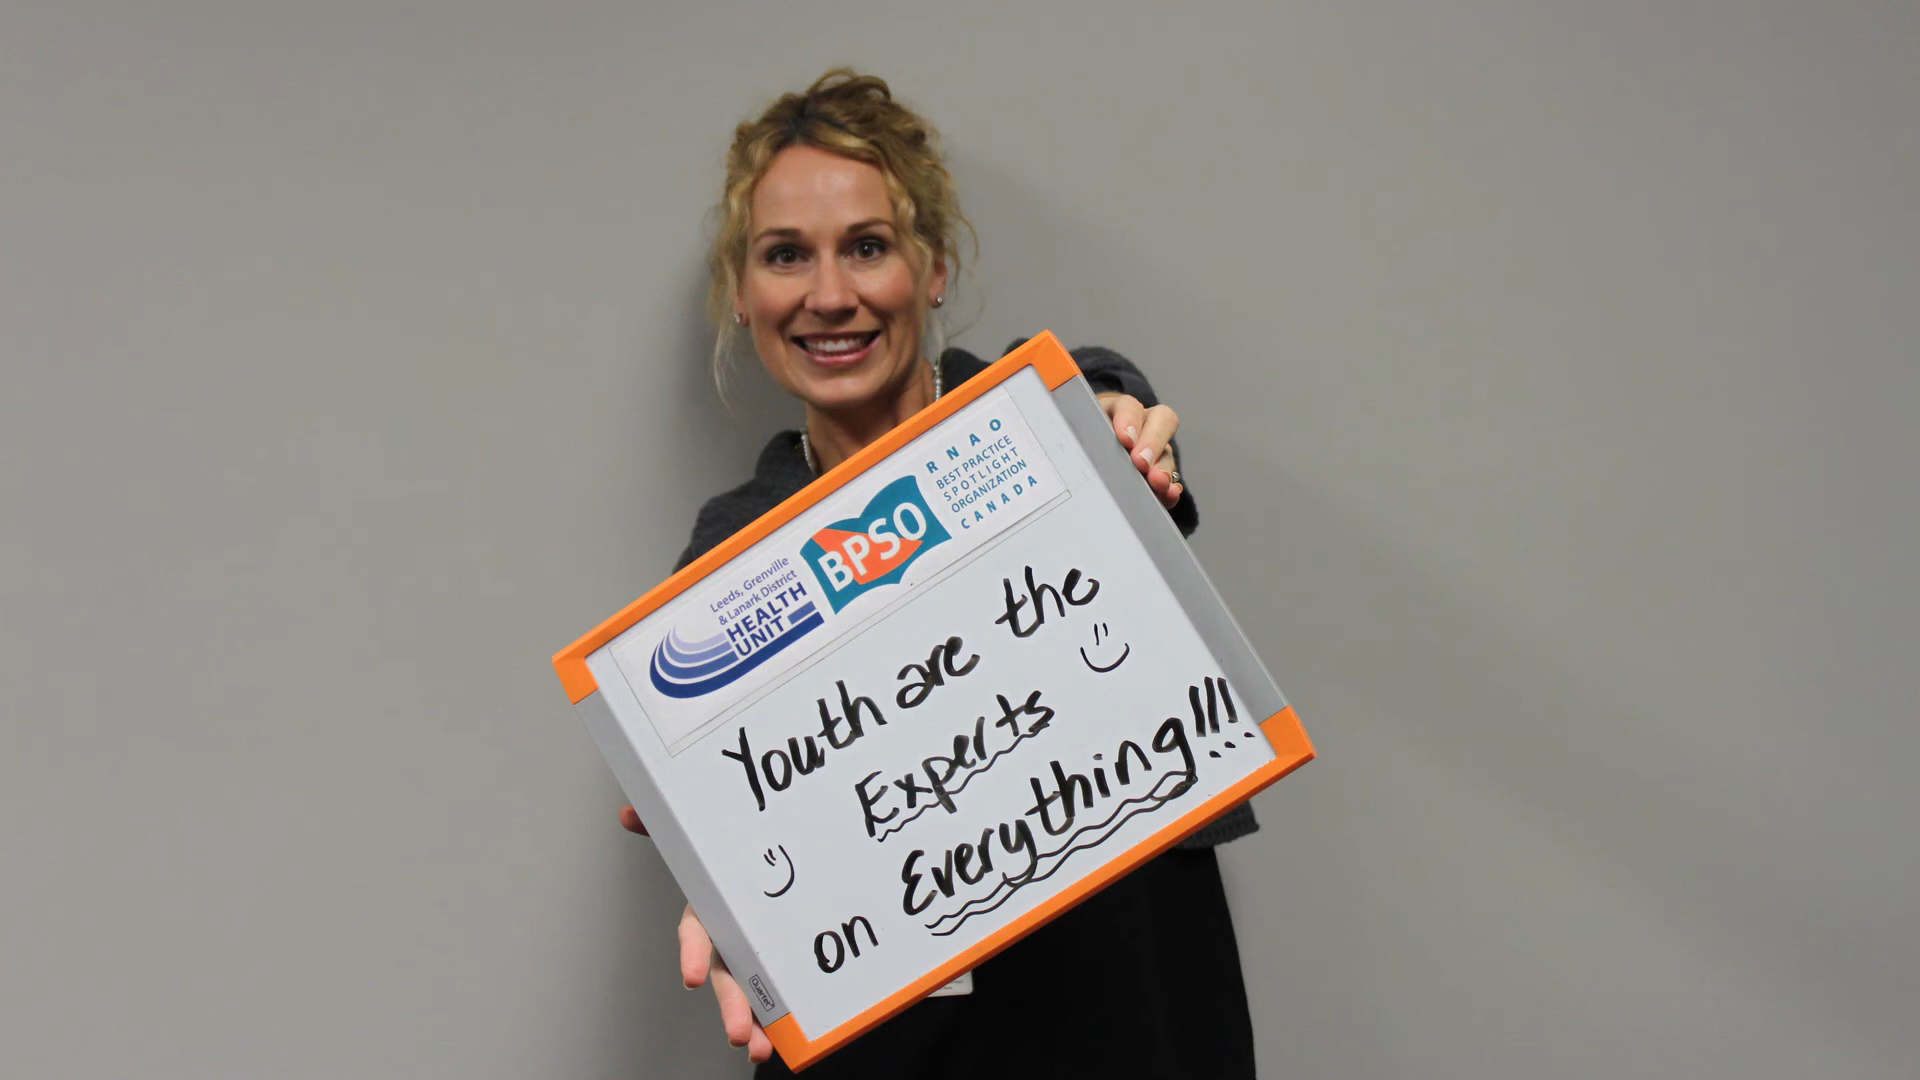 Leeds, Grenville
& Lanark District
HEALTH
UNIT
BPSO
RNAO
BEST PRACTICE
SPOTLIGHT
ORGANIZATION
CANADA
Youth are the
Experts
on Everything!!!
Quartet